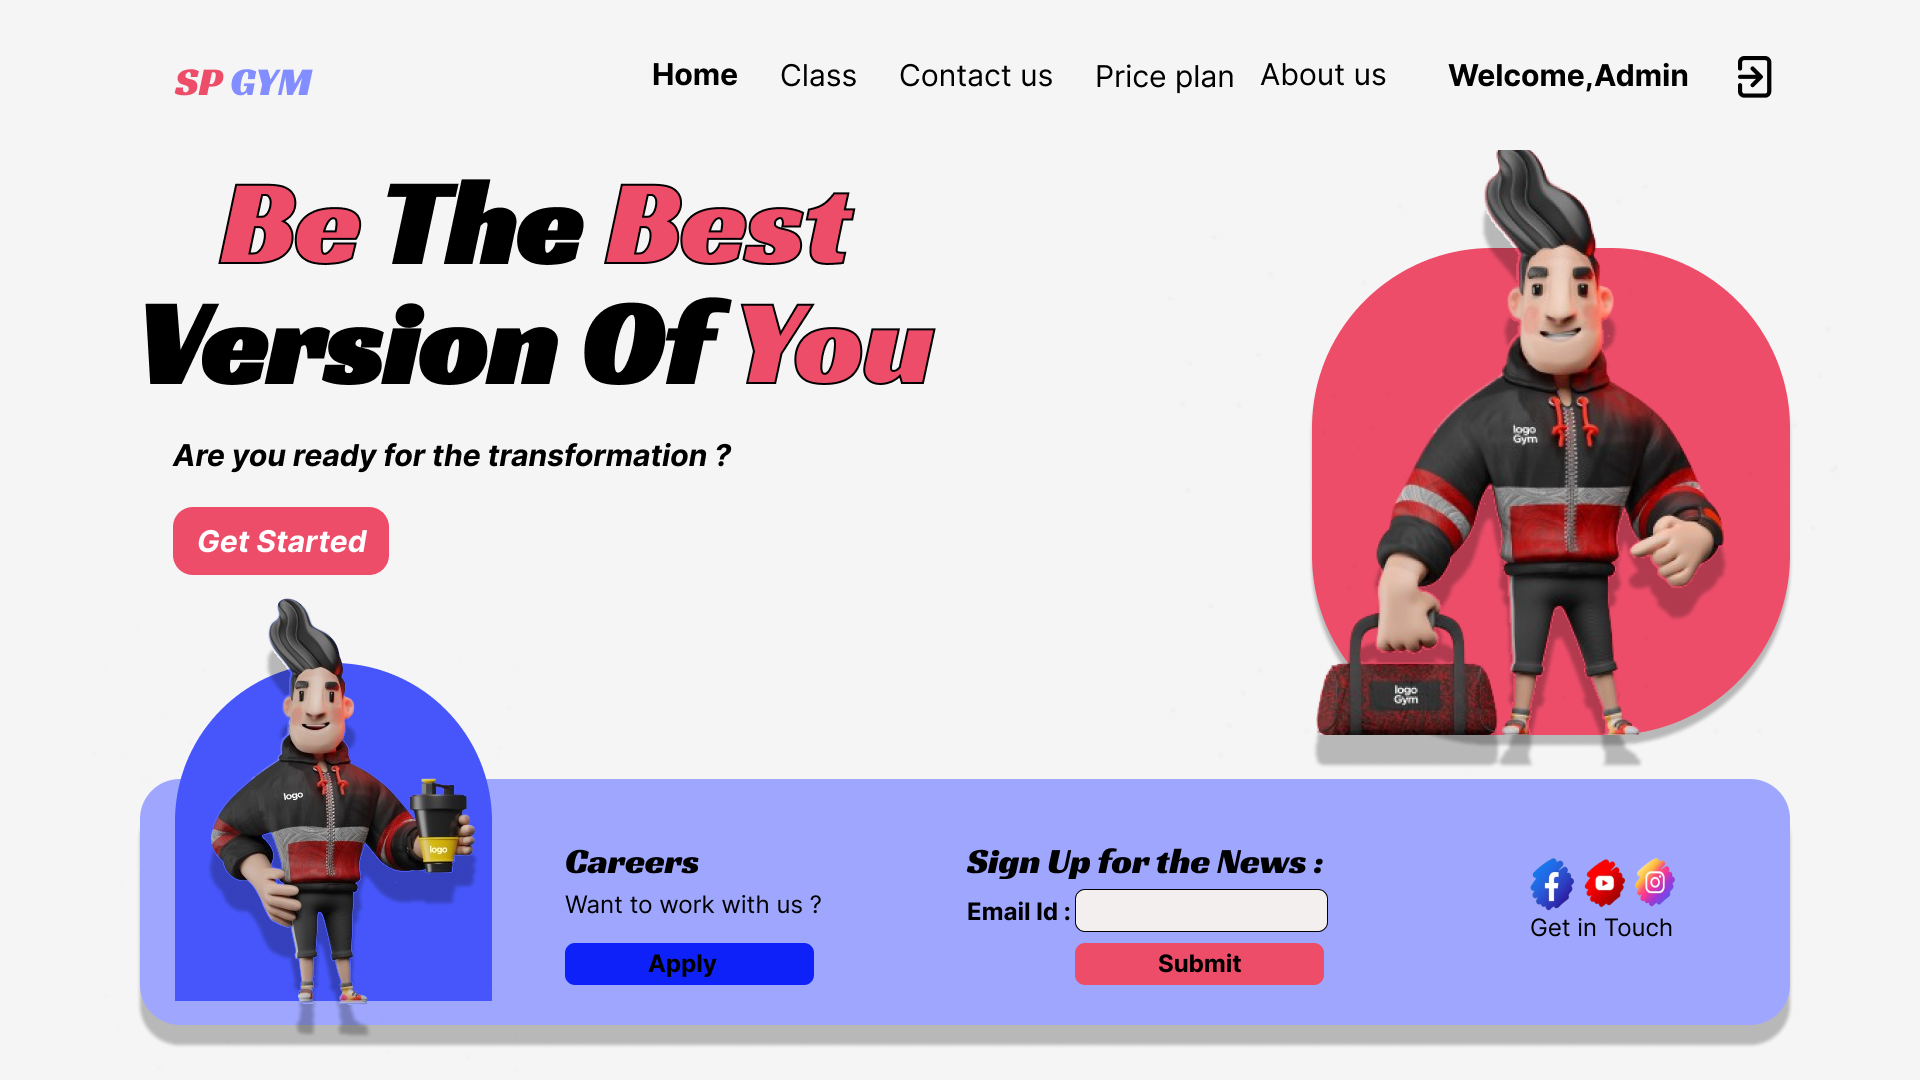 SP GYM
Home Class Contact us Price plan About us Welcome,Admin
Be The Best
Version Of You
Are you ready for the transformation ?
Get Started
logo
Gym
logo
Gym
logo
logo
Careers
Want to work with us ?
Apply
Sign Up for the News :
Email Id :
Submit
Get in Touch